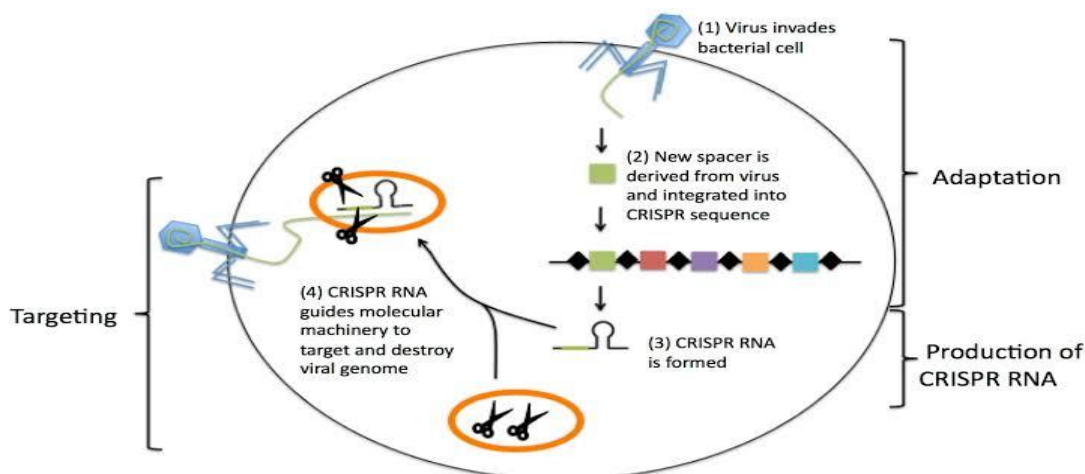 (1) Virus invades
bacterial cell
(2) New spacer is
derived from virus
and integrated into
CRISPR sequence
Adaptation
(3) CRISPR RNA
is formed
Production of
CRISPR RNA
(4) CRISPR RNA
guides molecular
machinery to
target and destroy
viral genome
Targeting